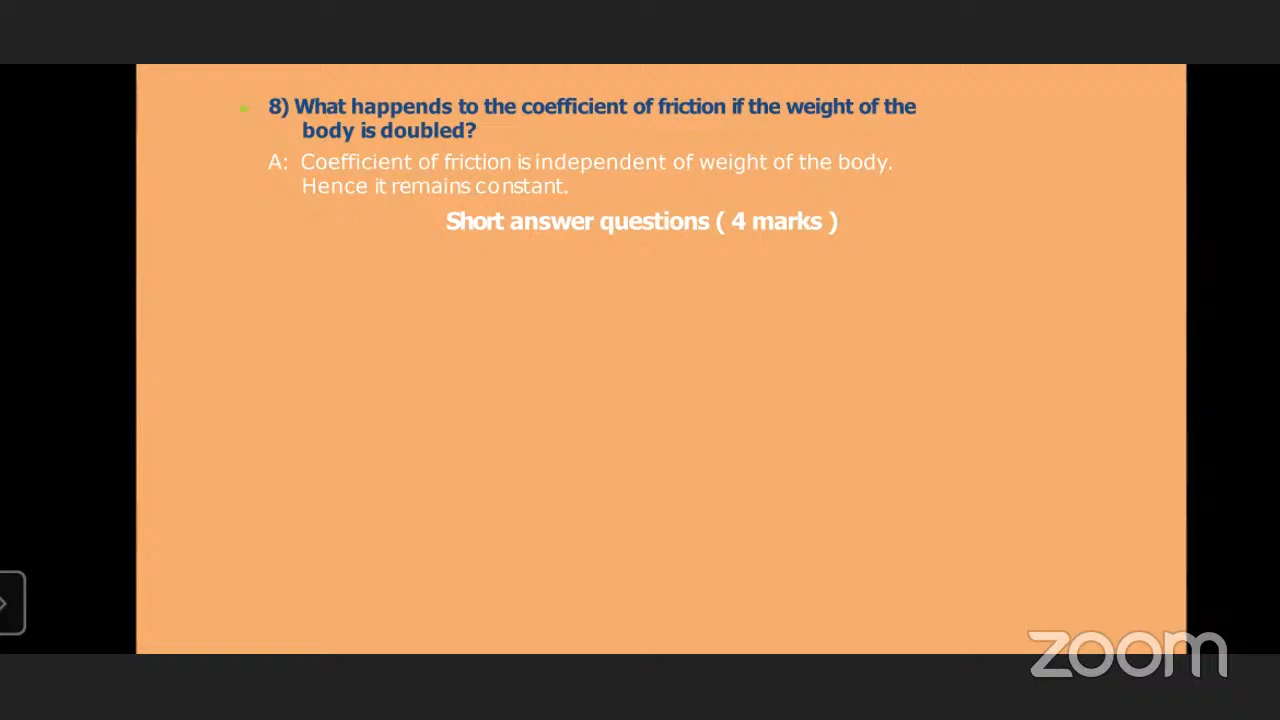 8) What happends to the coefficient of friction if the weight of the
body is doubled?
A: Coefficient of friction is independent of weight of the body.
Hence it remains constant.
Short answer questions ( 4 marks )
zoom